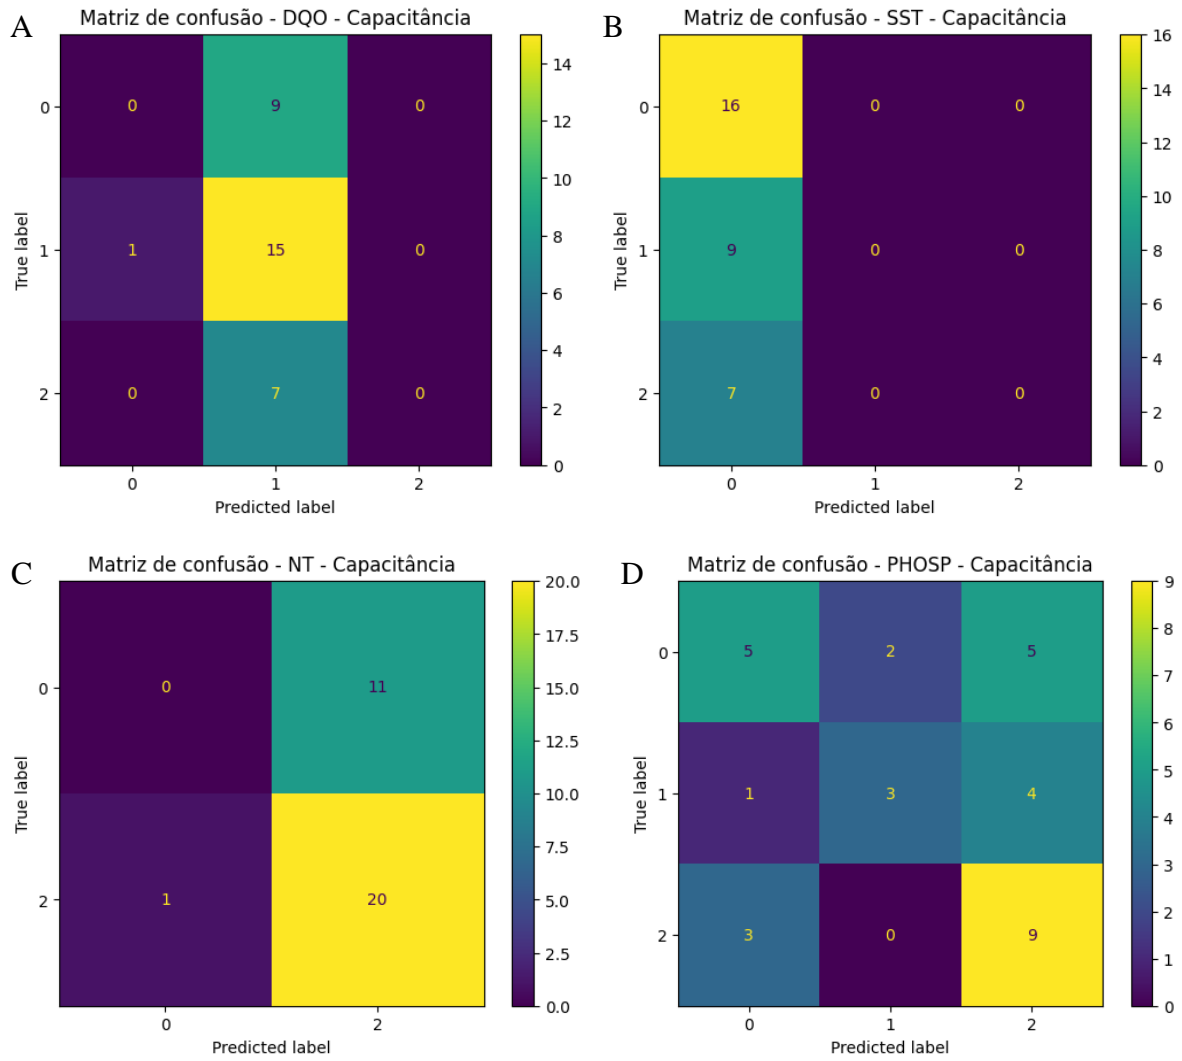 A
Matriz de confusão - DQO - Capacitância
0 9 0
1 15 0
0 7 0
0
1
2
True label
0 1 2
Predicted label
14
12
10
8
6
4
2
0
B
Matriz de confusão - SST - Capacitância
16 0 0
9 0 0
7 0 0
0
1
2
True label
0 1 2
Predicted label
16
14
12
10
8
6
4
2
0
C
Matriz de confusão - NT - Capacitância
0 11
1 20
0
2
True label
0 2
Predicted label
20.0
17.5
15.0
12.5
10.0
7.5
5.0
2.5
0.0
D
Matriz de confusão - PHOSP - Capacitância
5 2 5
1 3 4
3 0 9
0
1
2
True label
0 1 2
Predicted label
9
8
7
6
5
4
3
2
1
0